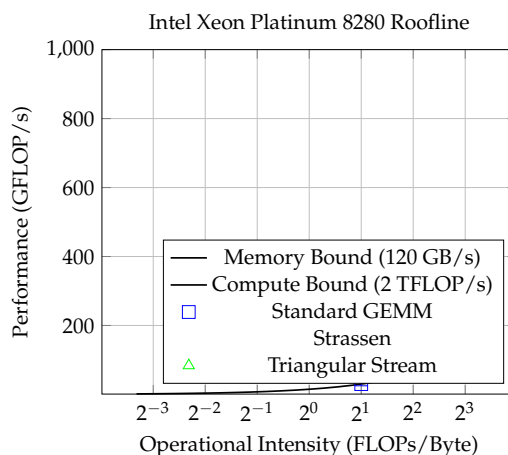 Intel Xeon Platinum 8280 Roofline
1,000
800
600
400
200
Performance (GFLOP/s)
Memory Bound (120 GB/s)
Compute Bound (2 TFLOP/s)
Standard GEMM
Strassen
Triangular Stream
2^−3 2^−2 2^−1 2^0 2^1 2^2 2^3
Operational Intensity (FLOPs/Byte)